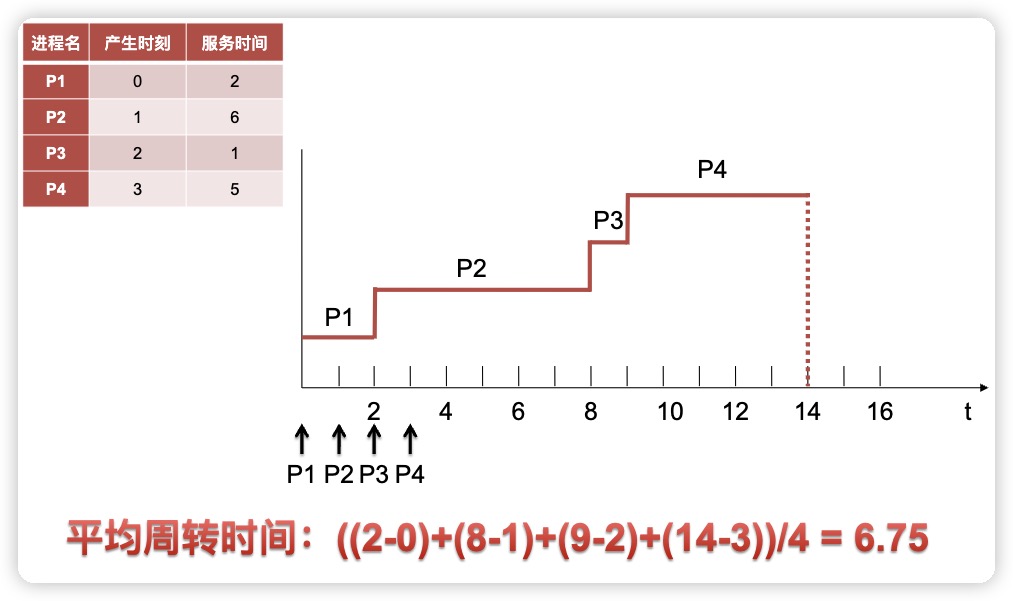 进程名 产生时刻 服务时间
P1 0 2
P2 1 6
P3 2 1
P4 3 5
P4
P3
P2
P1
2 4 6 8 10 12 14 16 t
P1 P2 P3 P4
平均周转时间：((2-0)+(8-1)+(9-2)+(14-3))/4 = 6.75